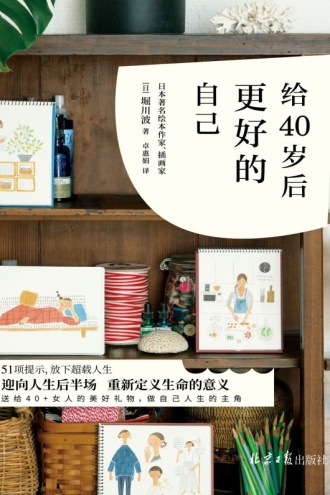 给40岁后
更好的
自己
日本著名绘本作家、插画家
［日］堀川波 著 卓惠娟 译
51项提示，放下超载人生
迎向人生后半场 重新定义生命的意义
送给40+女人的美好礼物，做自己人生的主角
北京日报出版社